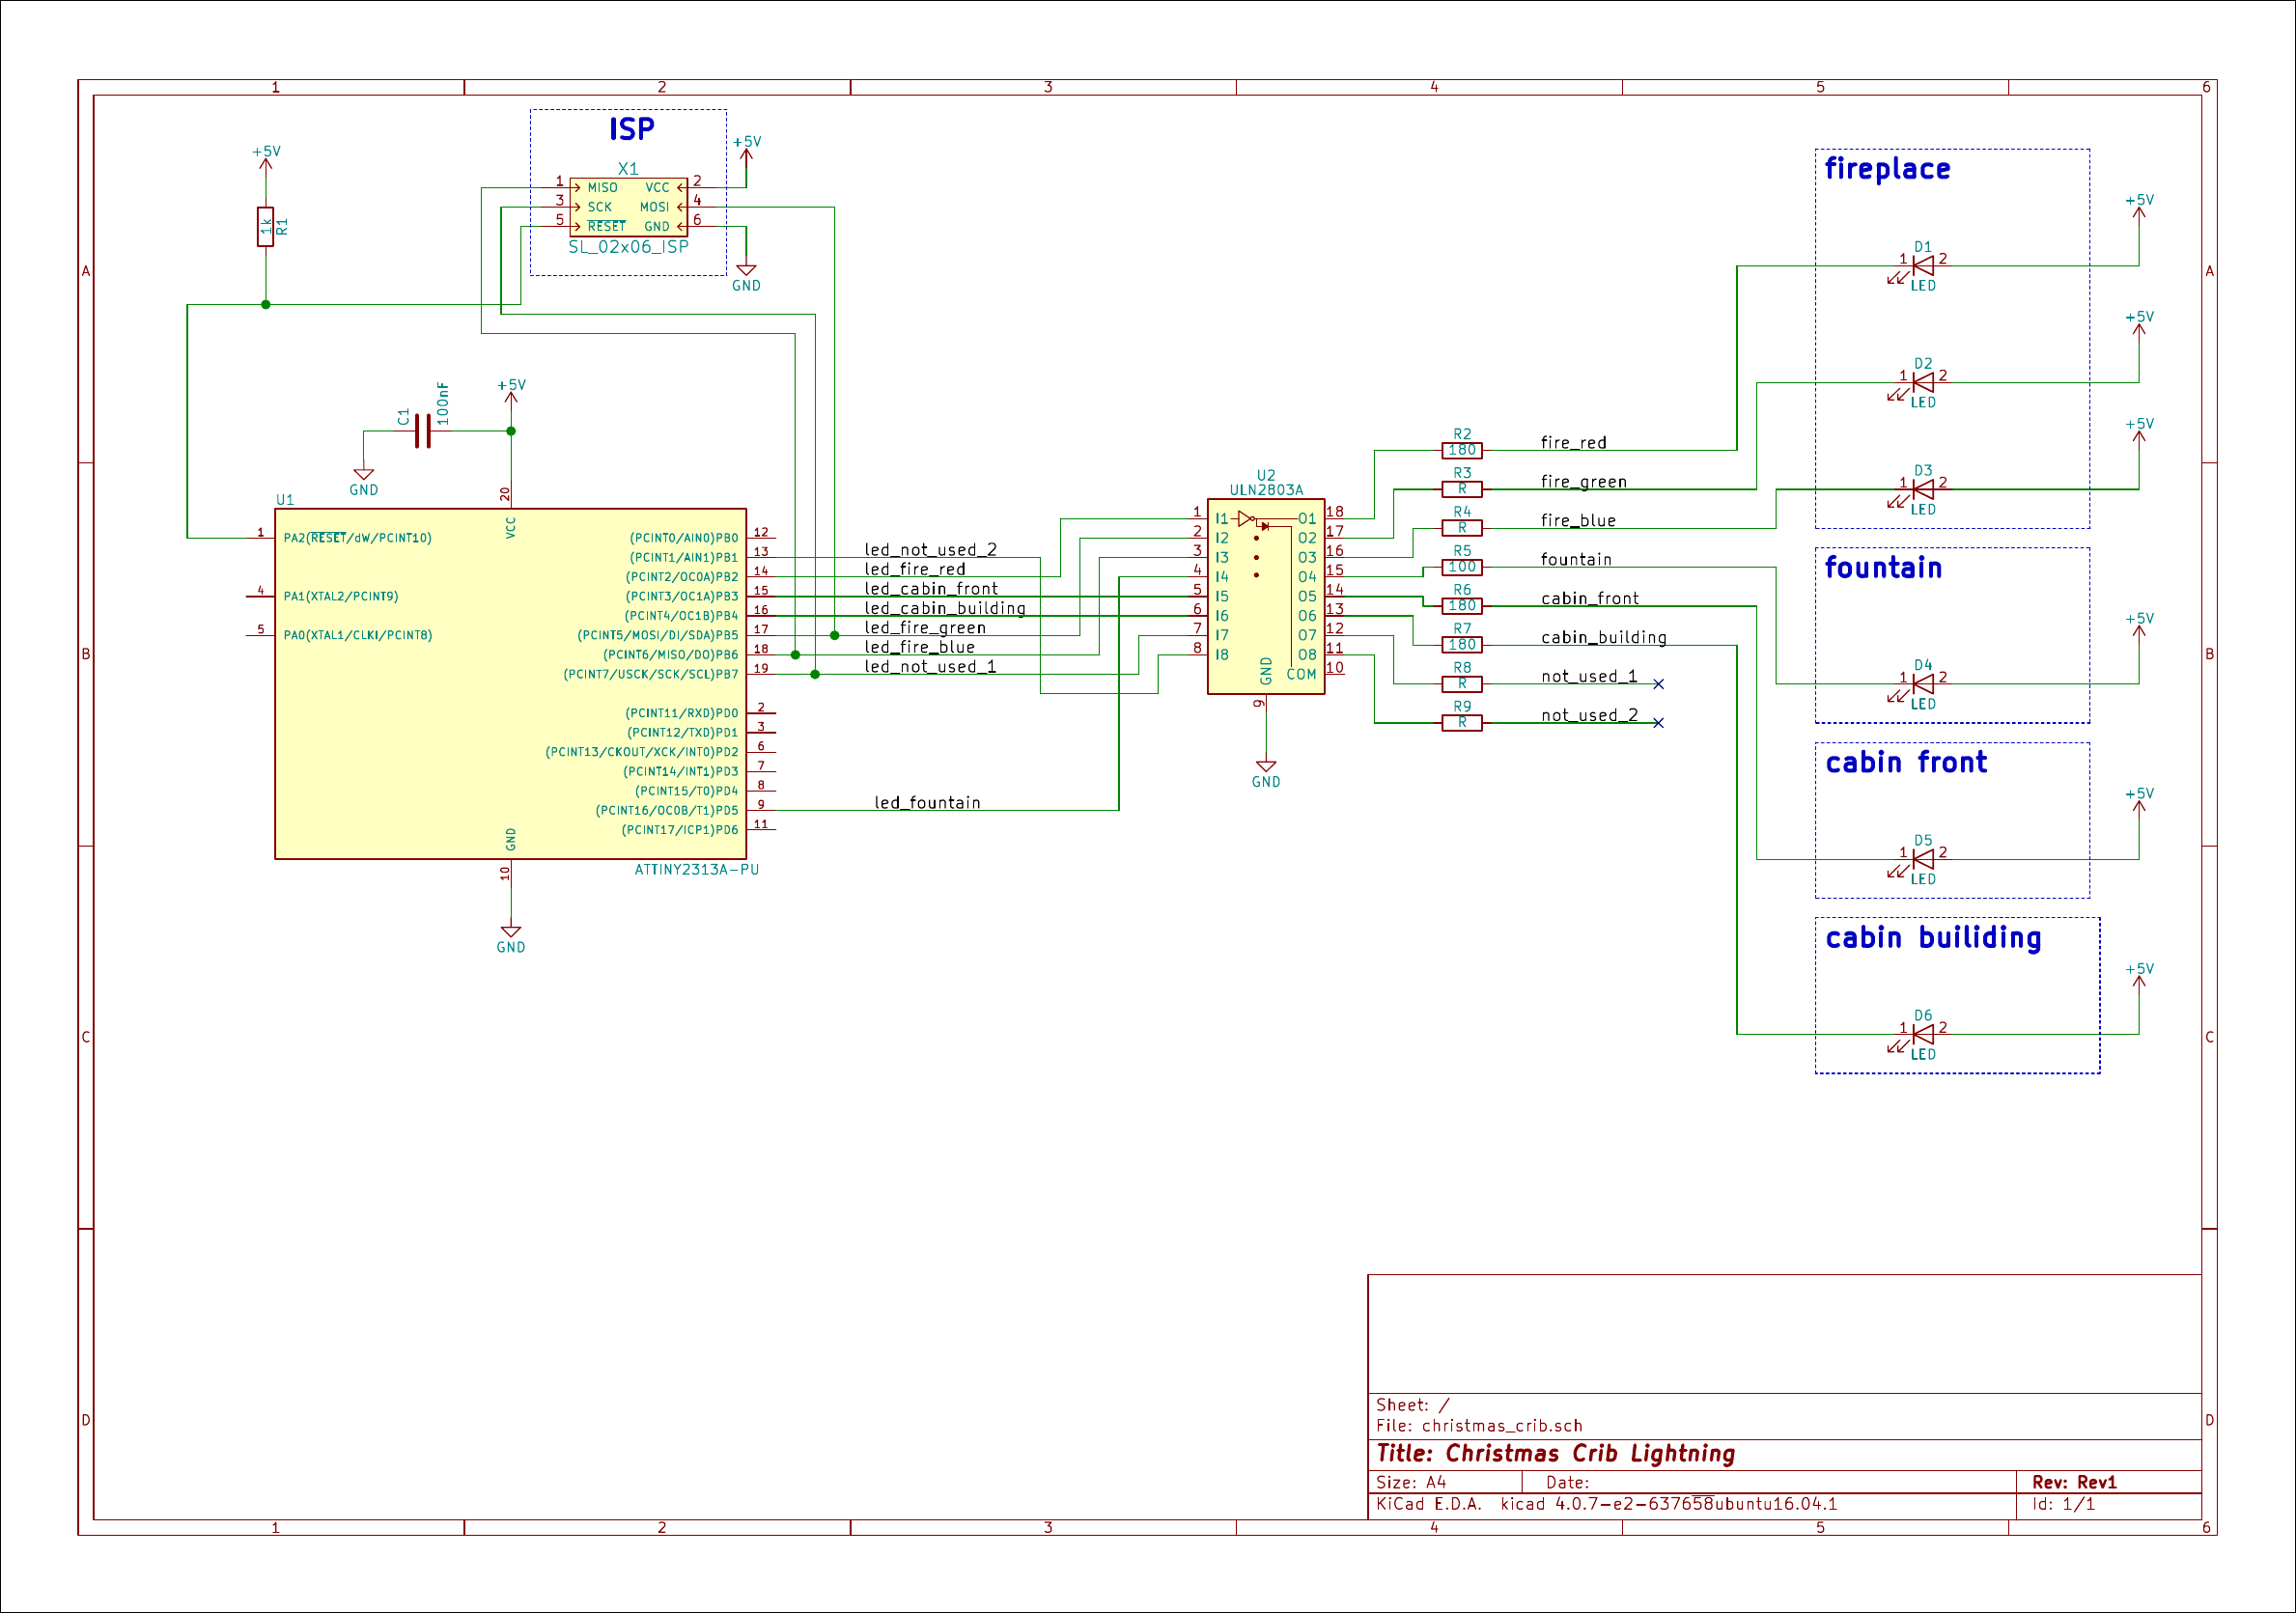 1 2 3 4 5 6
ISP
+5V
+5V
X1
1 MISO VCC 2
3 SCK MOSI 4
5 RESET GND 6
SL_02x06_ISP
GND
1k
R1
fireplace
+5V
D1
1 2
LED
+5V
D2
1 2
LED
+5V
D3
1 2
LED
A A
C1
100nF
+5V
GND
U1
20
VCC
1 PA2(RESET/dW/PCINT10)
4 PA1(XTAL2/PCINT9)
5 PA0(XTAL1/CLKI/PCINT8)
(PCINT0/AIN0)PB0 12
(PCINT1/AIN1)PB1 13
(PCINT2/OC0A)PB2 14
(PCINT3/OC1A)PB3 15
(PCINT4/OC1B)PB4 16
(PCINT5/MOSI/DI/SDA)PB5 17
(PCINT6/MISO/DO)PB6 18
(PCINT7/USCK/SCK/SCL)PB7 19
(PCINT11/RXD)PD0 2
(PCINT12/TXD)PD1 3
(PCINT13/CKOUT/XCK/INT0)PD2 6
(PCINT14/INT1)PD3 7
(PCINT15/T0)PD4 8
(PCINT16/OC0B/T1)PD5 9
(PCINT17/ICP1)PD6 11
GND
10
ATTINY2313A-PU
GND
led_not_used_2
led_fire_red
led_cabin_front
led_cabin_building
led_fire_green
led_fire_blue
led_not_used_1
led_fountain
U2
ULN2803A
1 I1 O1 18
2 I2 O2 17
3 I3 O3 16
4 I4 O4 15
5 I5 O5 14
6 I6 O6 13
7 I7 O7 12
8 I8 O8 11
COM 10
GND
9
GND
R2
180
fire_red
R3
R
fire_green
R4
R
fire_blue
R5
100
fountain
R6
180
cabin_front
R7
180
cabin_building
R8
R
not_used_1
R9
R
not_used_2
B B
fountain
+5V
D4
1 2
LED
cabin front
+5V
D5
1 2
LED
cabin builiding
+5V
D6
1 2
LED
C C
Sheet: /
File: christmas_crib.sch
Title: Christmas Crib Lightning
Size: A4 Date: Rev: Rev1
KiCad E.D.A. kicad 4.0.7-e2-637658ubuntu16.04.1 Id: 1/1
D D
1 2 3 4 5 6